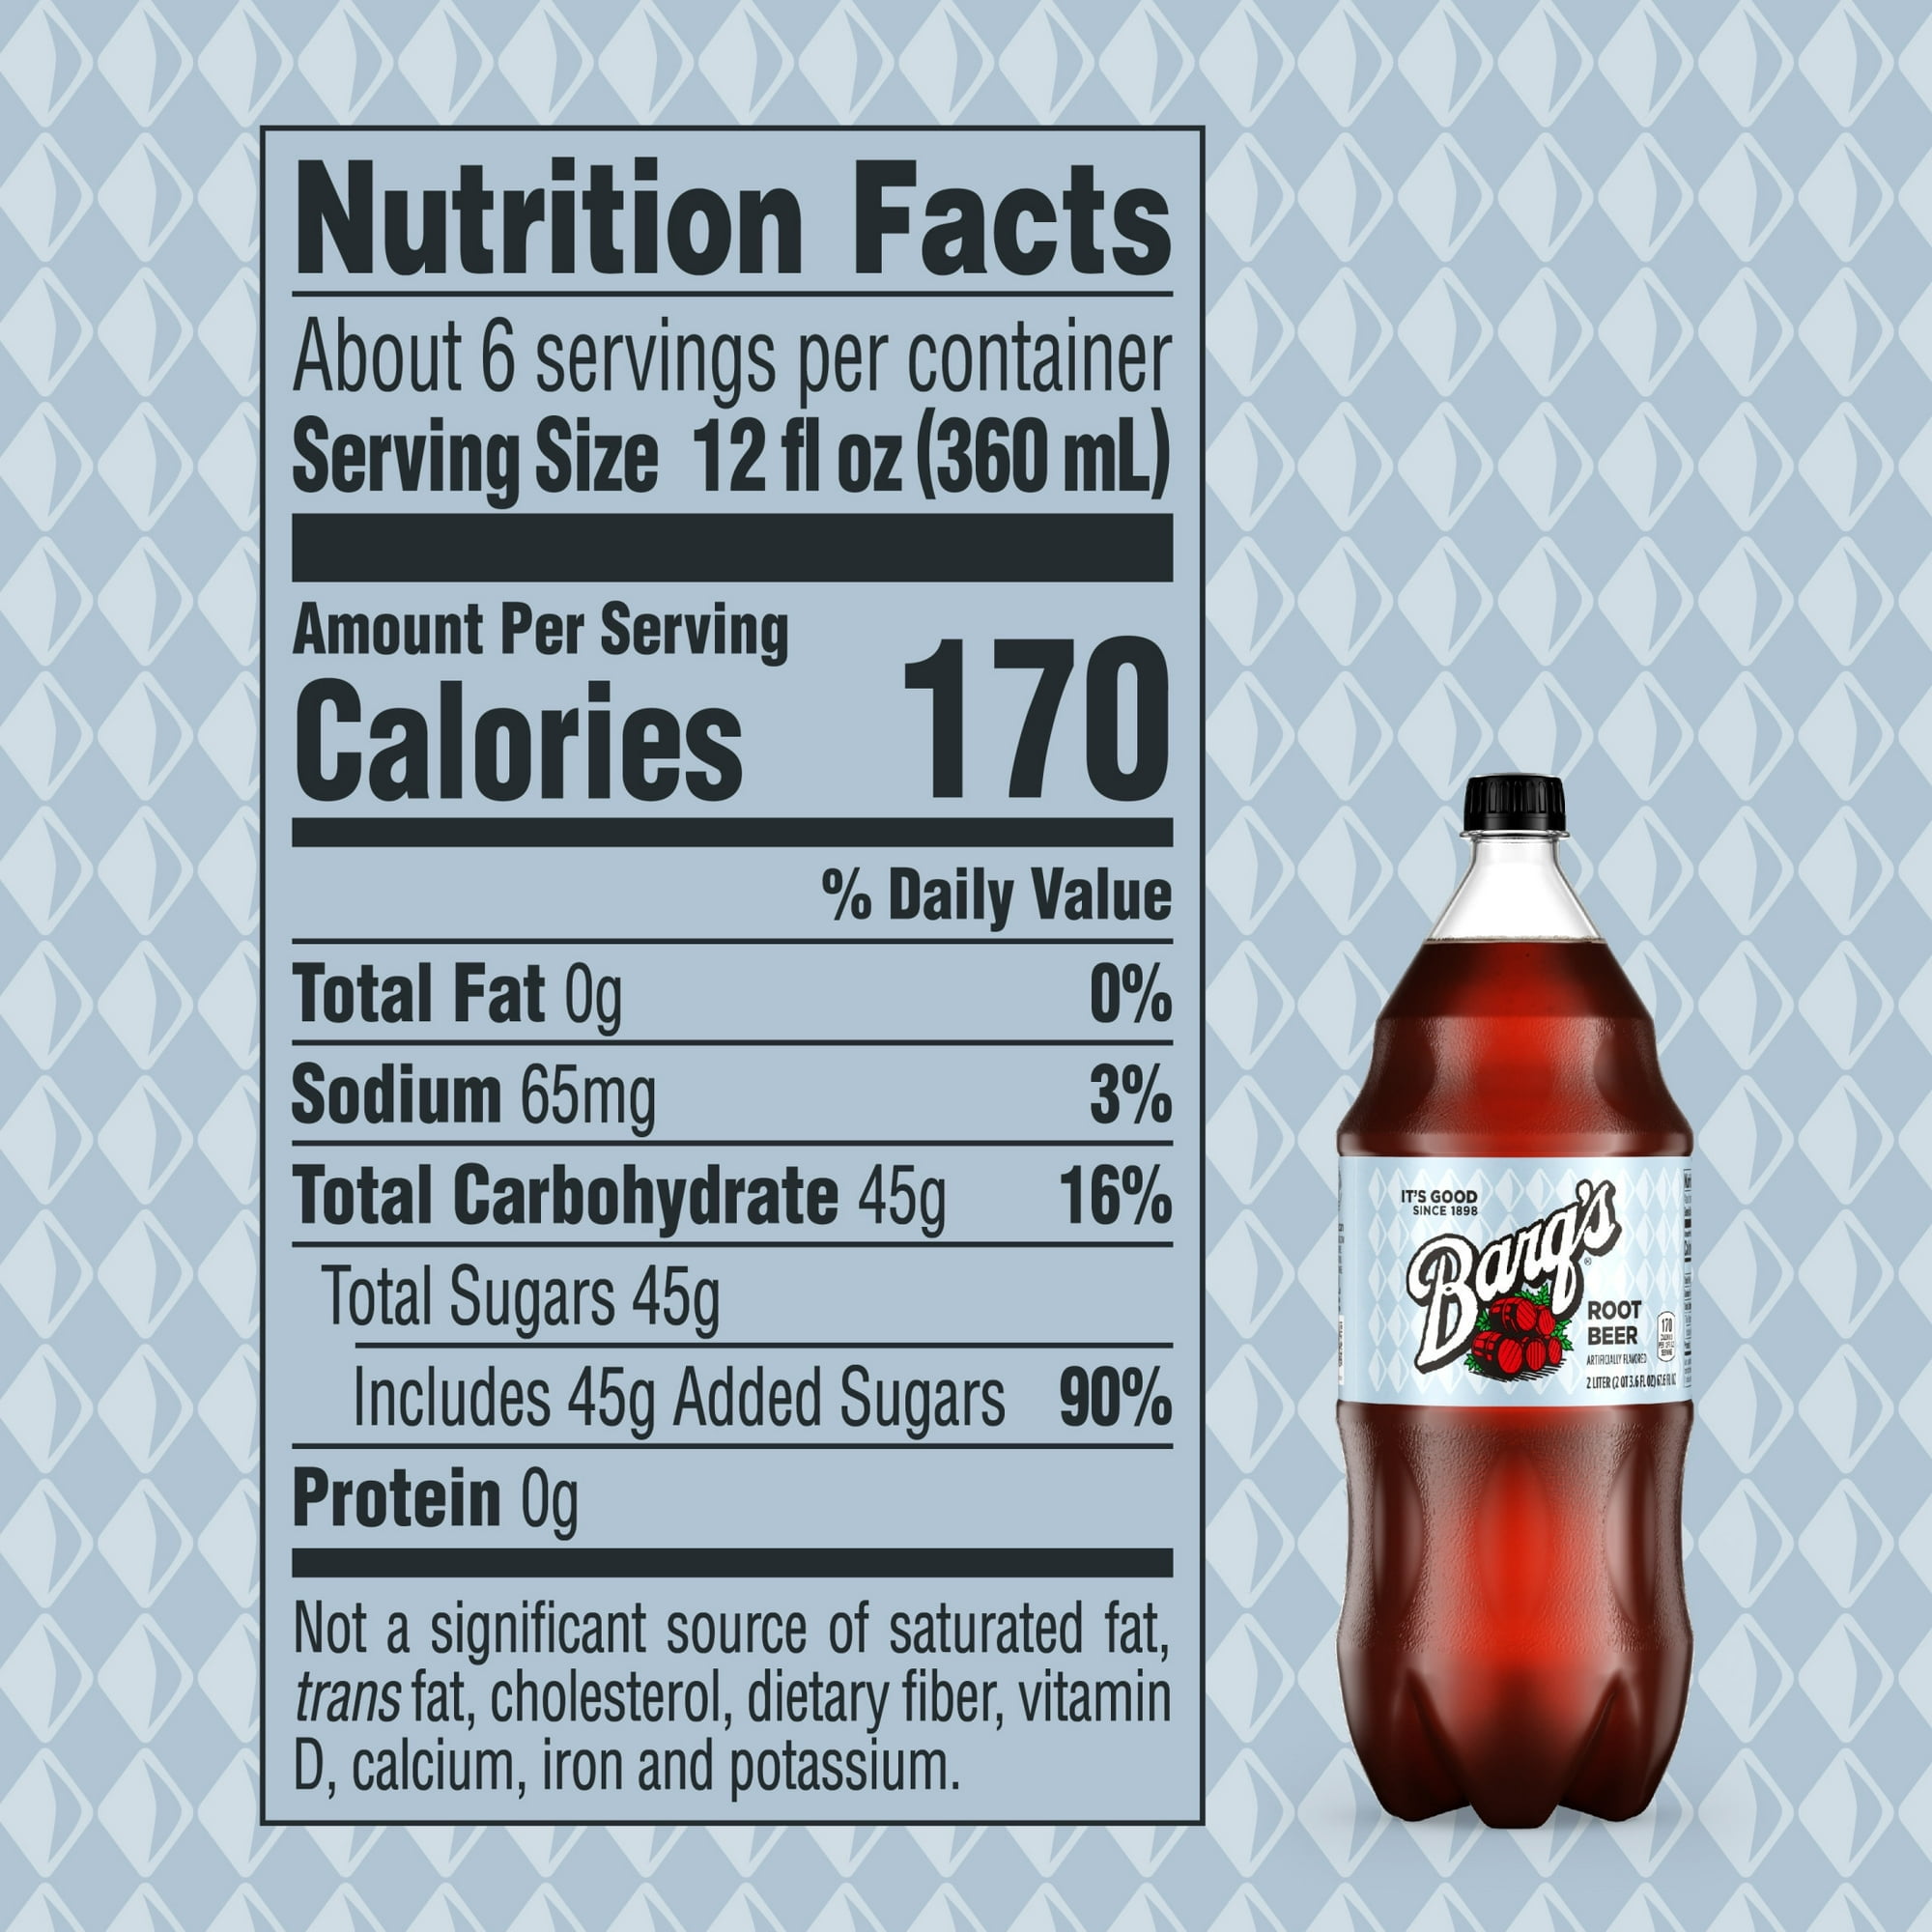 Nutrition Facts
About 6 servings per container
Serving Size 12 fl oz (360 mL)
Amount Per Serving
Calories 170
% Daily Value
Total Fat 0g 0%
Sodium 65mg 3%
Total Carbohydrate 45g 16%
Total Sugars 45g
Includes 45g Added Sugars 90%
Protein 0g
Not a significant source of saturated fat,
trans fat, cholesterol, dietary fiber, vitamin
D, calcium, iron and potassium.
IT'S GOOD
SINCE 1898
Barq's
ROOT
BEER
170
ARTIFICIALLY FLAVORED
2 LITER (2 QT 3.6 FL OZ) 67.6 FL OZ